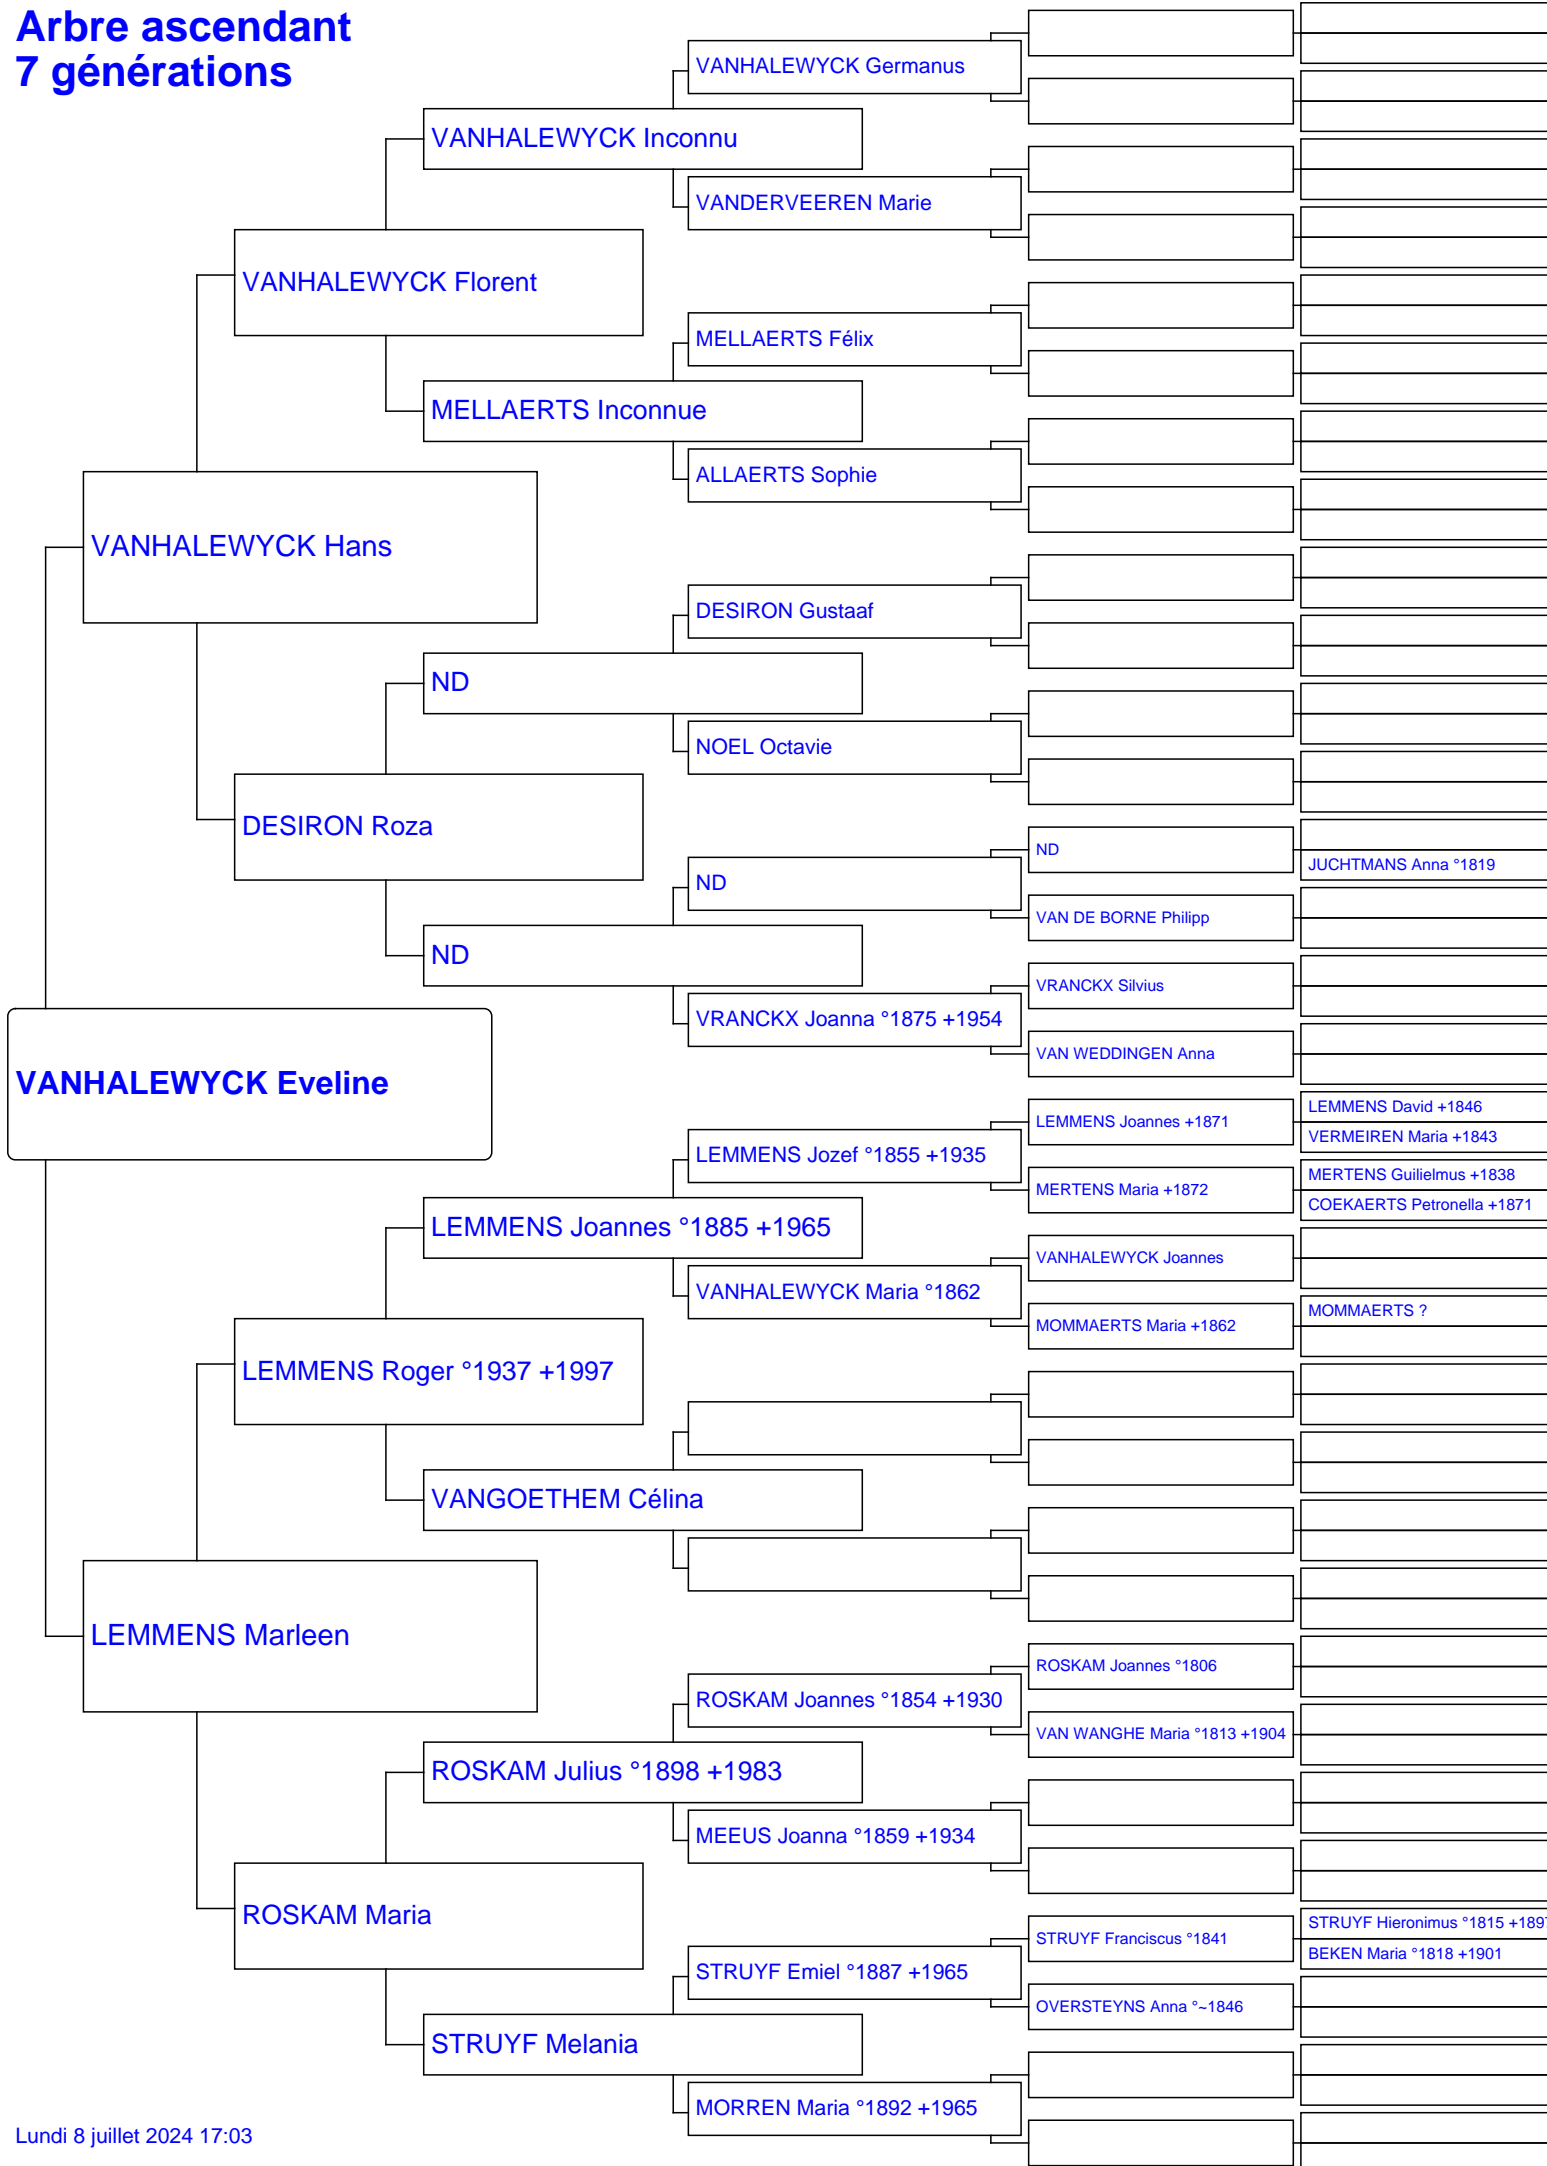 Arbre ascendant
7 générations
VANHALEWYCK Germanus
VANHALEWYCK Inconnu
VANDERVEEREN Marie
VANHALEWYCK Florent
MELLAERTS Félix
MELLAERTS Inconnue
ALLAERTS Sophie
VANHALEWYCK Hans
DESIRON Gustaaf
ND
NOEL Octavie
DESIRON Roza
ND
JUCHTMANS Anna °1819
ND
VAN DE BORNE Philipp
ND
VRANCKX Silvius
VRANCKX Joanna °1875 +1954
VAN WEDDINGEN Anna
VANHALEWYCK Eveline
LEMMENS David +1846
LEMMENS Joannes +1871
VERMEIREN Maria +1843
LEMMENS Jozef °1855 +1935
MERTENS Guilielmus +1838
MERTENS Maria +1872
COEKAERTS Petronella +1871
LEMMENS Joannes °1885 +1965
VANHALEWYCK Joannes
VANHALEWYCK Maria °1862
MOMMAERTS ?
MOMMAERTS Maria +1862
LEMMENS Roger °1937 +1997
VANGOETHEM Célina
LEMMENS Marleen
ROSKAM Joannes °1806
ROSKAM Joannes °1854 +1930
VAN WANGHE Maria °1813 +1904
ROSKAM Julius °1898 +1983
MEEUS Joanna °1859 +1934
ROSKAM Maria
STRUYF Hieronimus °1815 +1897
STRUYF Franciscus °1841
BEKEN Maria °1818 +1901
STRUYF Emiel °1887 +1965
OVERSTEYNS Anna °~1846
STRUYF Melania
MORREN Maria °1892 +1965
Lundi 8 juillet 2024 17:03